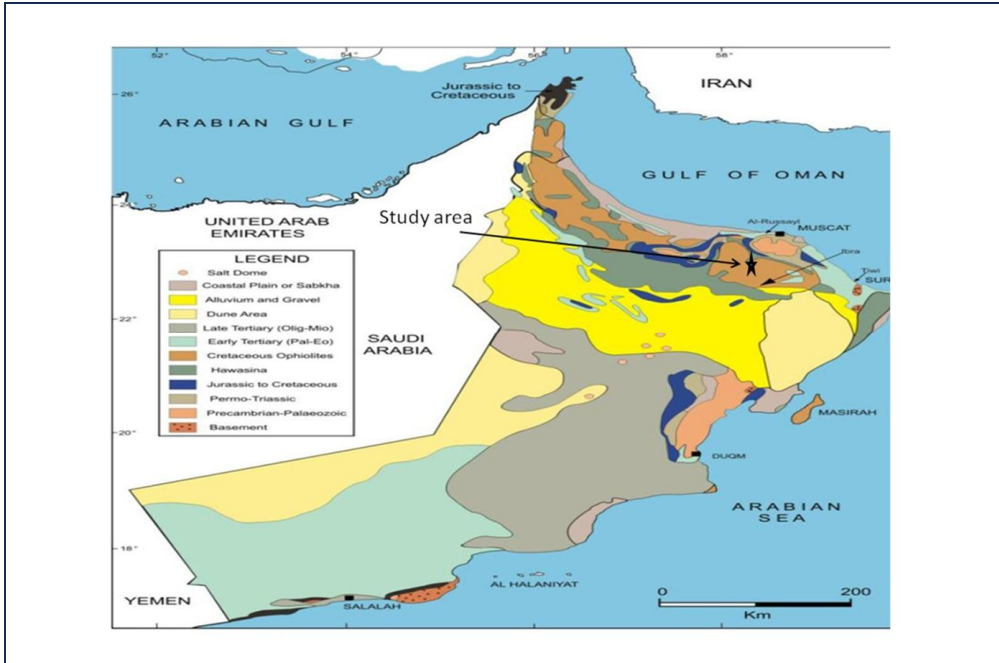 52°
54°
56°
58°
26°
Jurassic to
Cretaceous
IRAN
ARABIAN GULF
GULF OF OMAN
24°
Study area
UNITED ARAB
EMIRATES
Al-Russayl
MUSCAT
Ibra
Tiwi
SUR
LEGEND
Salt Dome
Coastal Plain or Sabkha
Alluvium and Gravel
Dune Area
Late Tertiary (Olig-Mio)
Early Tertiary (Pal-Eo)
Cretaceous Ophiolites
Hawasina
Jurassic to Cretaceous
Permo-Triassic
Precambrian-Palaeozoic
Basement
22°
SAUDI
ARABIA
MASIRAH
20°
DUQM
ARABIAN
SEA
18°
AL HALANIYAT
YEMEN
SALALAH
0
200
Km